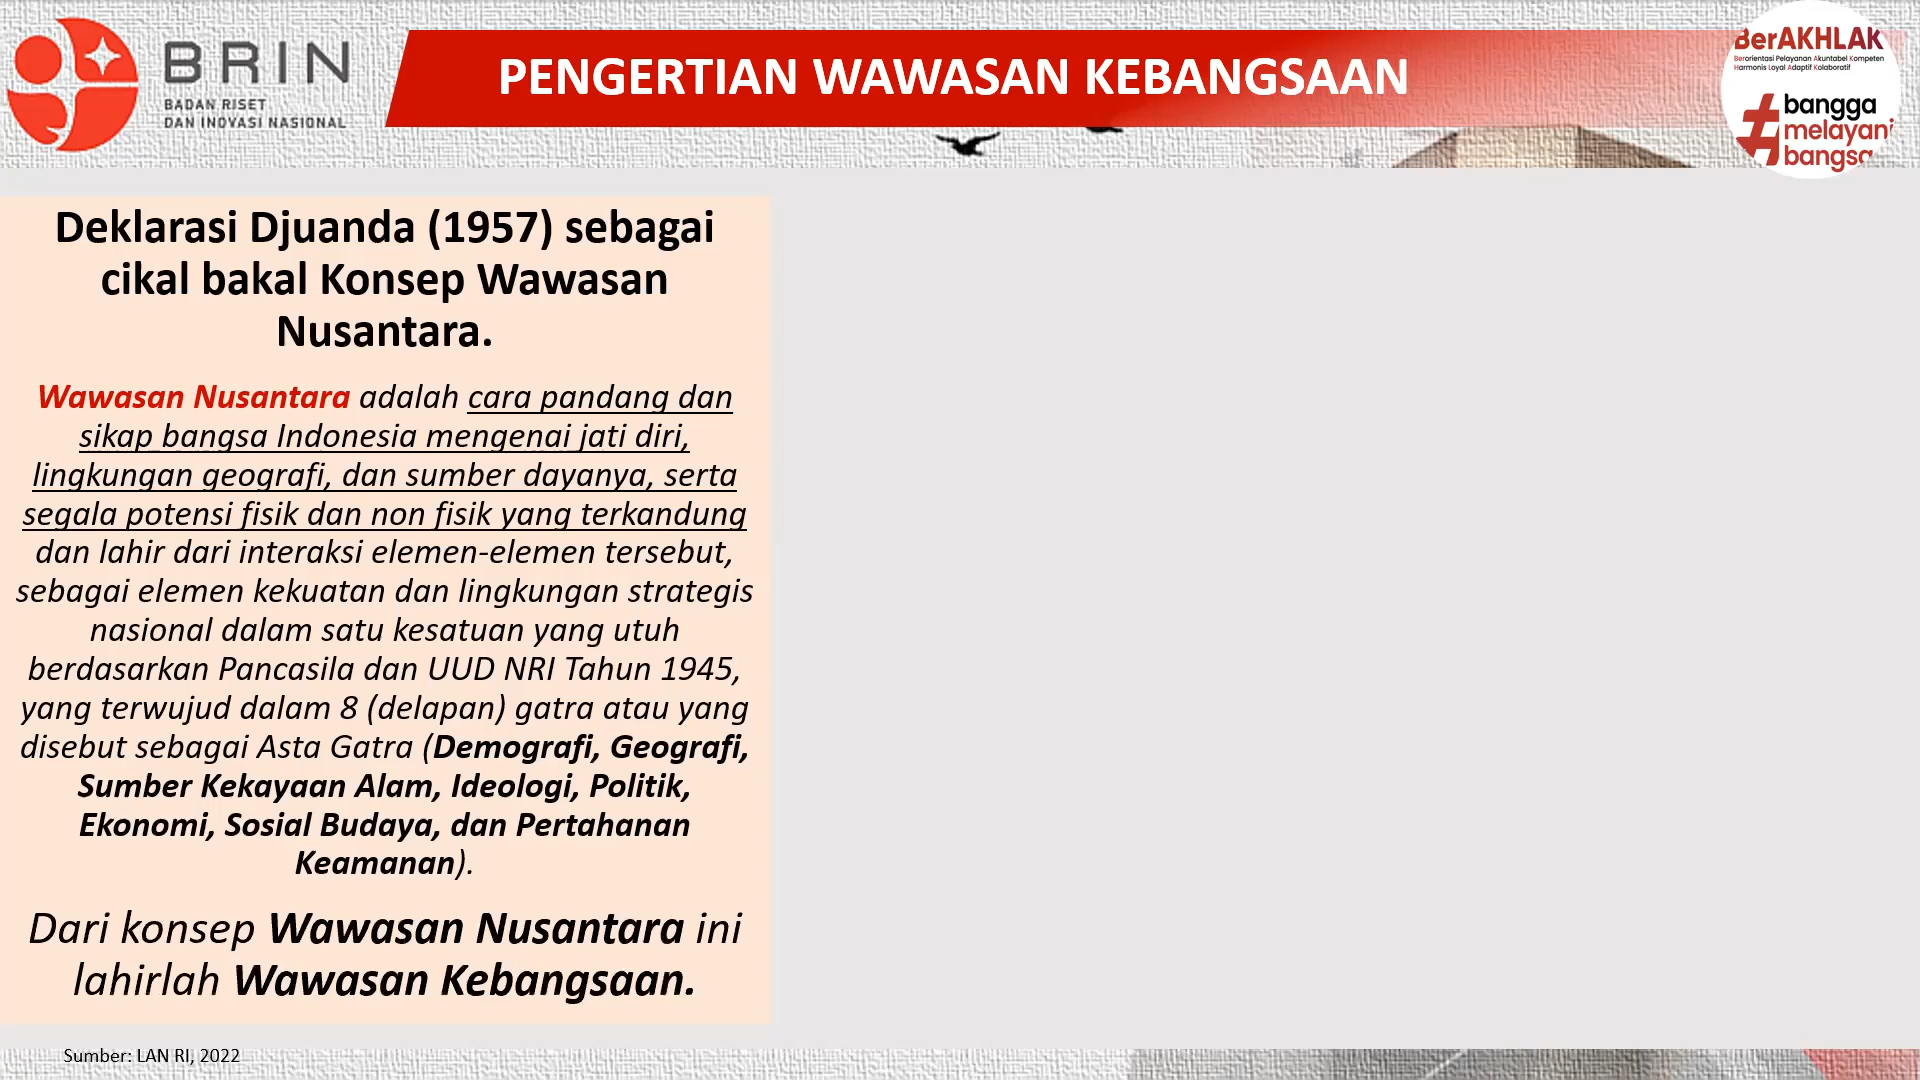 BRIN
BADAN RISET
DAN INOVASI NASIONAL
PENGERTIAN WAWASAN KEBANGSAAN
BerAKHLAK
Berorientasi Pelayanan Akuntabel Kompeten
Harmonis Loyal Adaptif Kolaboratif
#bangga
melayani
bangsa
Deklarasi Djuanda (1957) sebagai
cikal bakal Konsep Wawasan
Nusantara.
Wawasan Nusantara adalah cara pandang dan
sikap bangsa Indonesia mengenai jati diri,
lingkungan geografi, dan sumber dayanya, serta
segala potensi fisik dan non fisik yang terkandung
dan lahir dari interaksi elemen-elemen tersebut,
sebagai elemen kekuatan dan lingkungan strategis
nasional dalam satu kesatuan yang utuh
berdasarkan Pancasila dan UUD NRI Tahun 1945,
yang terwujud dalam 8 (delapan) gatra atau yang
disebut sebagai Asta Gatra (Demografi, Geografi,
Sumber Kekayaan Alam, Ideologi, Politik,
Ekonomi, Sosial Budaya, dan Pertahanan
Keamanan).
Dari konsep Wawasan Nusantara ini
lahirlah Wawasan Kebangsaan.
Sumber: LAN RI, 2022